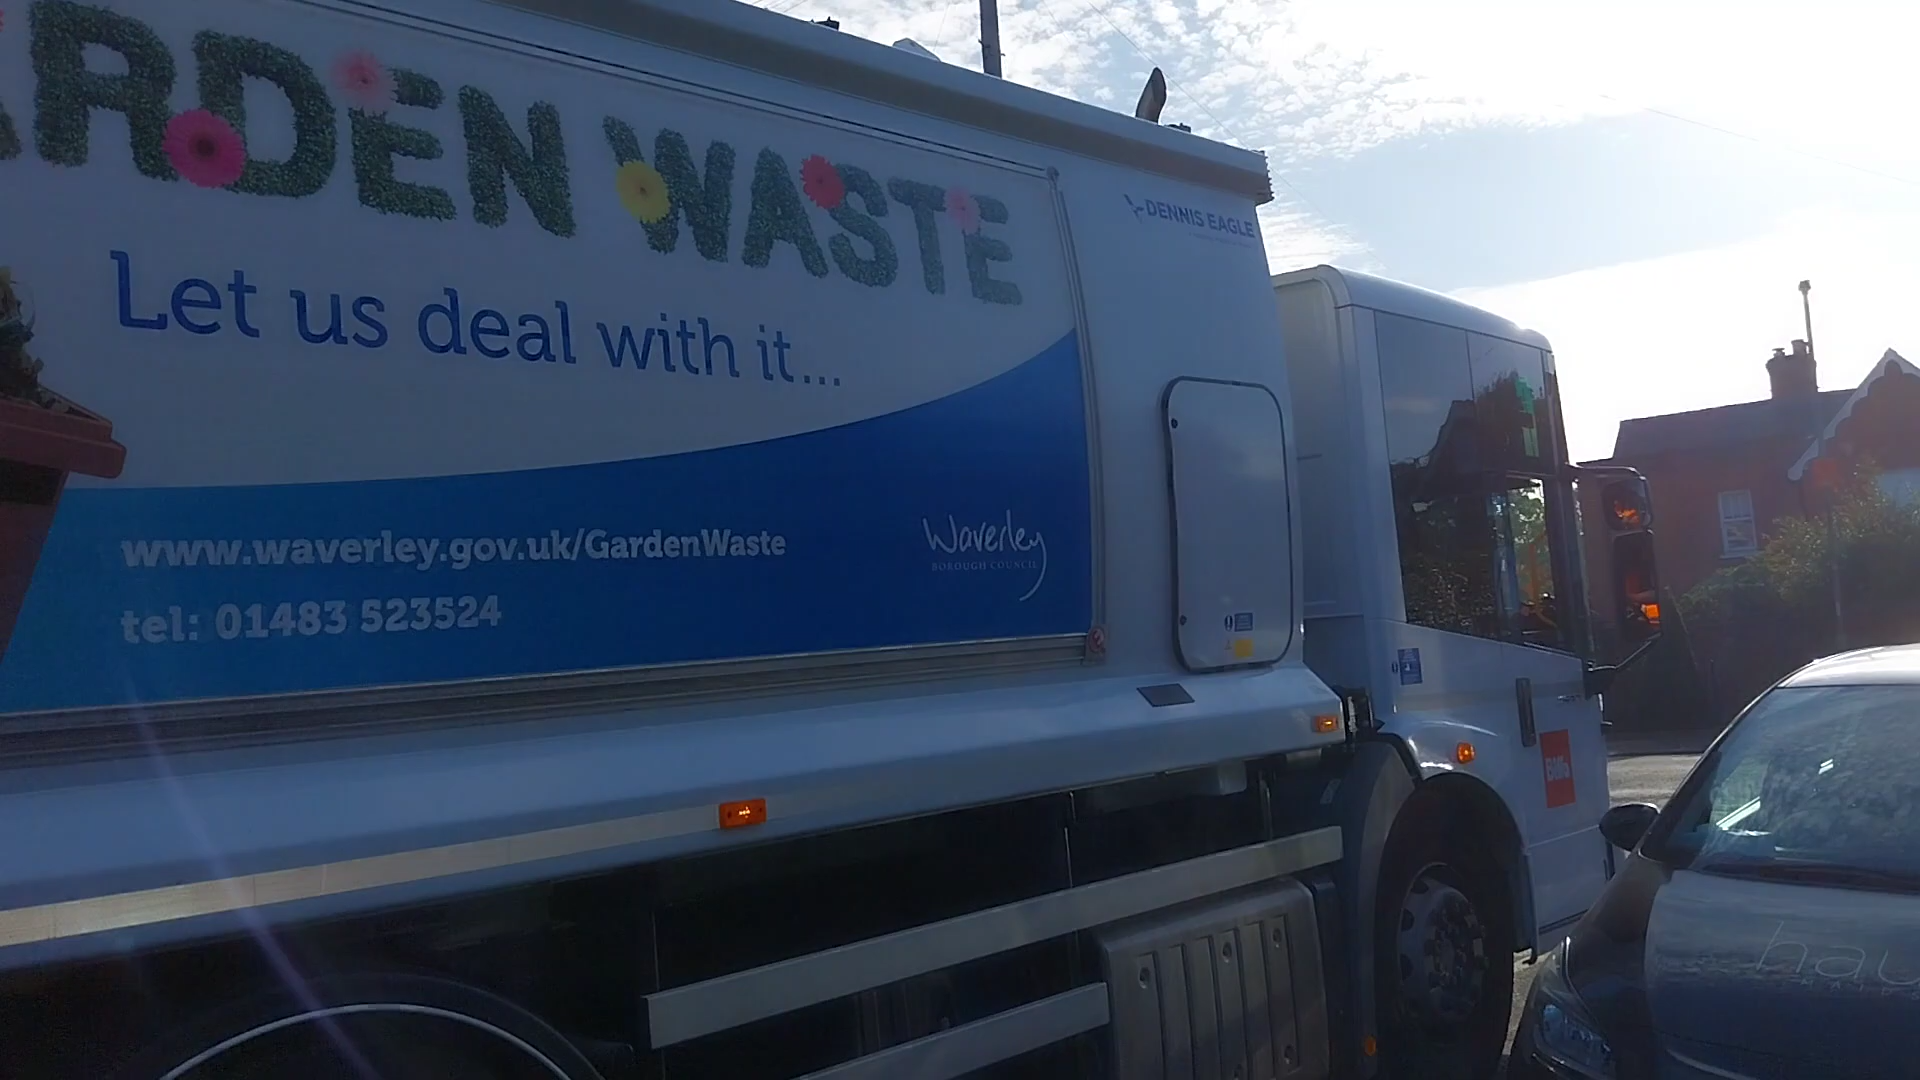 ARDEN WASTE
Let us deal with it...
www.waverley.gov.uk/GardenWaste
tel: 01483 523524
Waverley
BOROUGH COUNCIL
DENNIS EAGLE
Biffa
hau